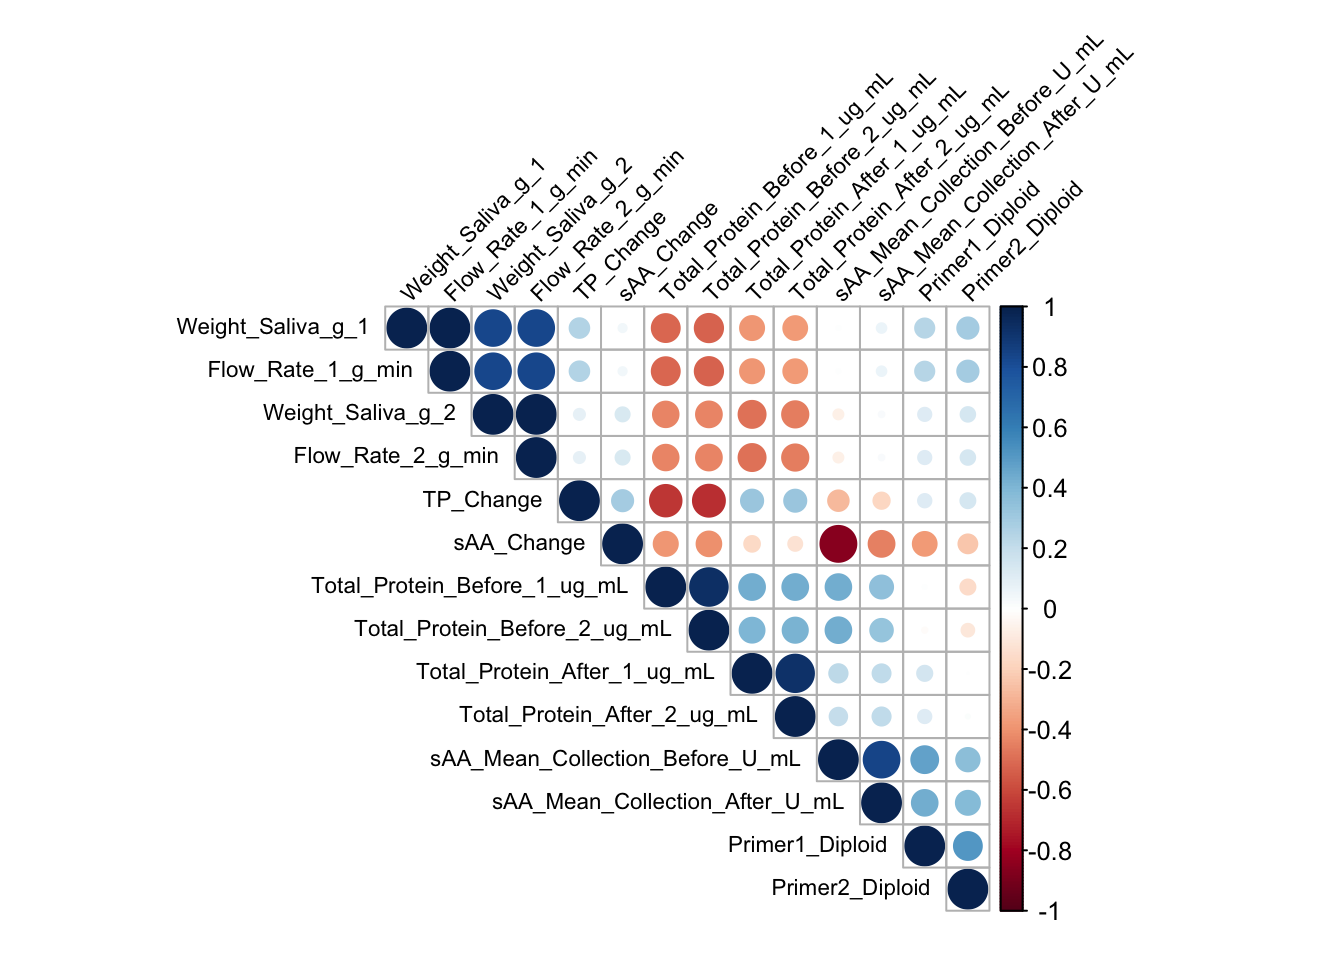 Weight_Saliva_g_1
Flow_Rate_1_g_min
Weight_Saliva_g_2
Flow_Rate_2_g_min
TP_Change
sAA_Change
Total_Protein_Before_1_ug_mL
Total_Protein_Before_2_ug_mL
Total_Protein_After_1_ug_mL
Total_Protein_After_2_ug_mL
sAA_Mean_Collection_Before_U_mL
sAA_Mean_Collection_After_U_mL
Primer1_Diploid
Primer2_Diploid
Weight_Saliva_g_1
Flow_Rate_1_g_min
Weight_Saliva_g_2
Flow_Rate_2_g_min
TP_Change
sAA_Change
Total_Protein_Before_1_ug_mL
Total_Protein_Before_2_ug_mL
Total_Protein_After_1_ug_mL
Total_Protein_After_2_ug_mL
sAA_Mean_Collection_Before_U_mL
sAA_Mean_Collection_After_U_mL
Primer1_Diploid
Primer2_Diploid
1
0.8
0.6
0.4
0.2
0
-0.2
-0.4
-0.6
-0.8
-1